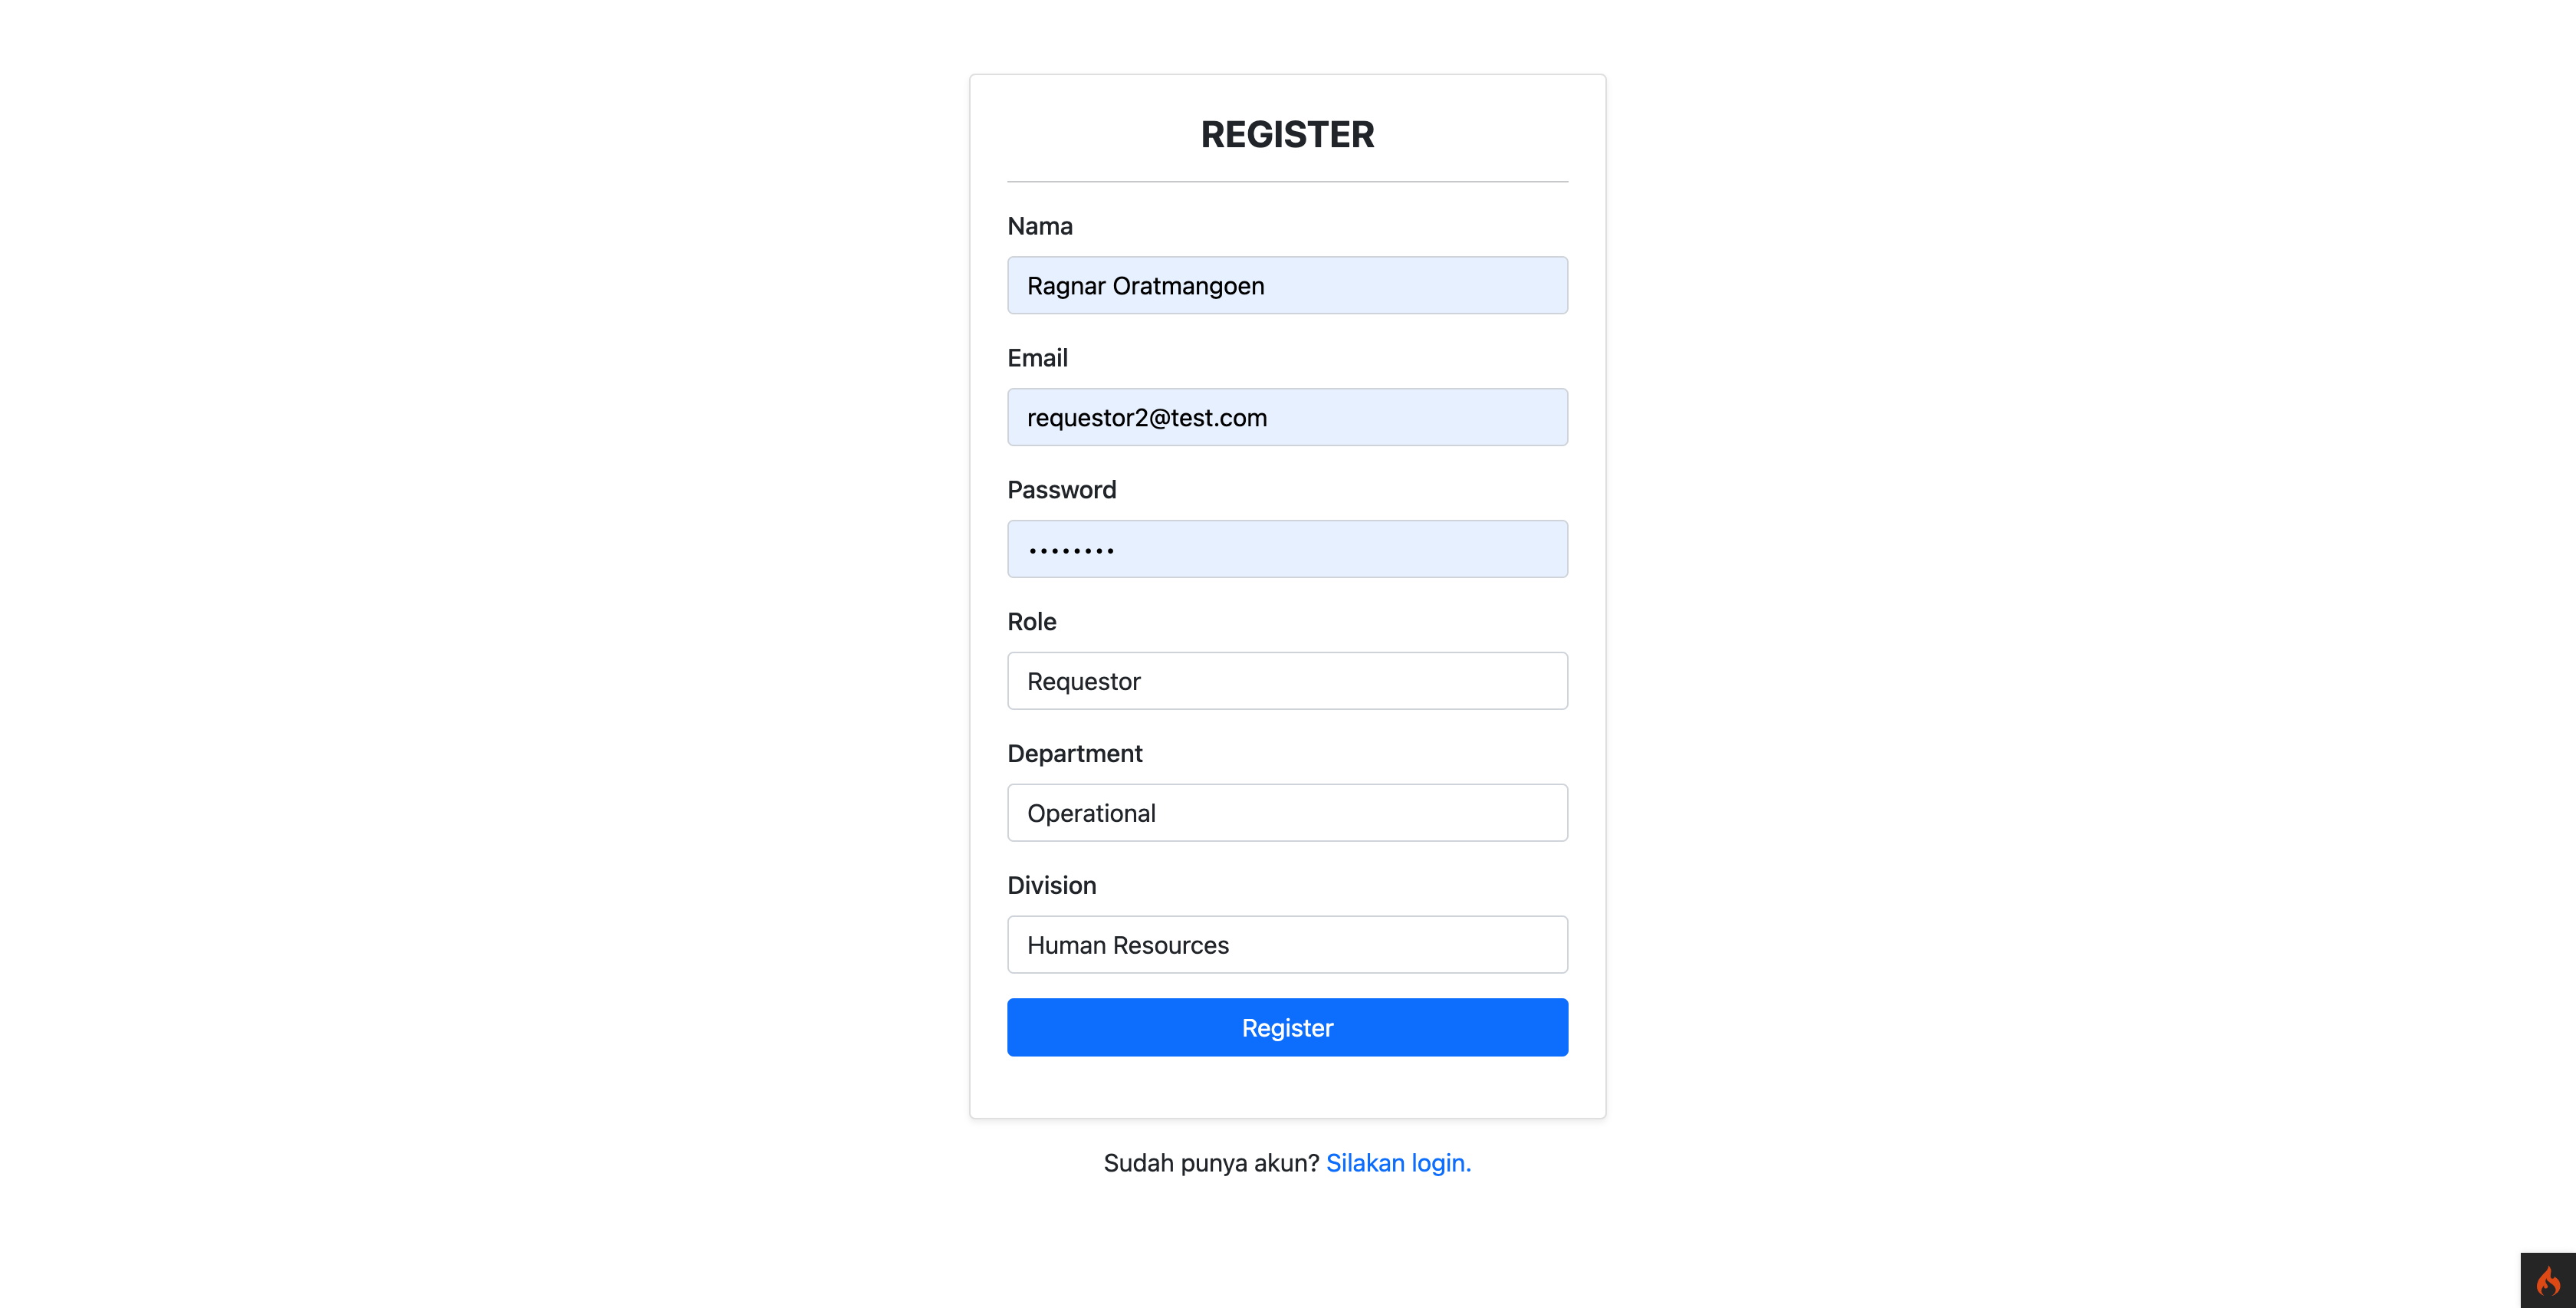 REGISTER
Nama
Ragnar Oratmangoen
Email
requestor2@test.com
Password
••••••••
Role
Requestor
Department
Operational
Division
Human Resources
Register
Sudah punya akun? Silakan login.